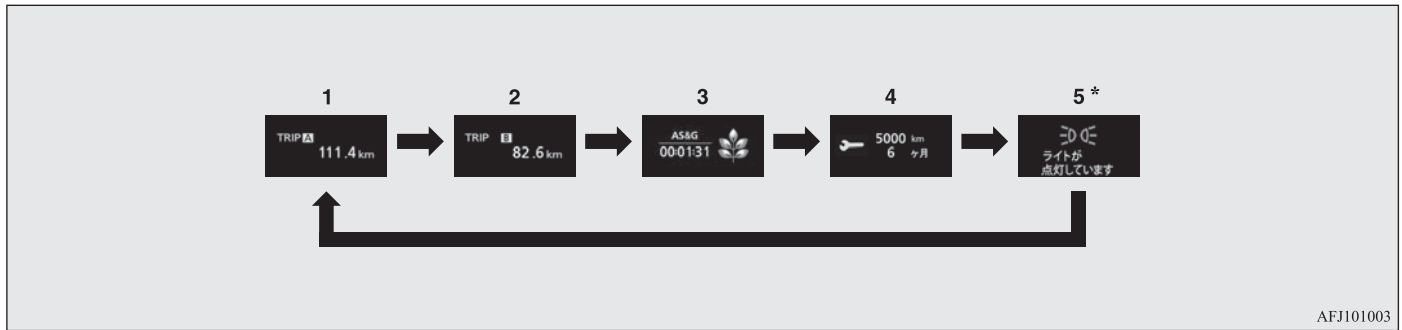 1
2
3
4
5*
TRIP A
111.4 km
TRIP B
82.6 km
AS&G
00:01:31
5000 km
6 ヶ月
ライトが
点灯しています
AFJ101003